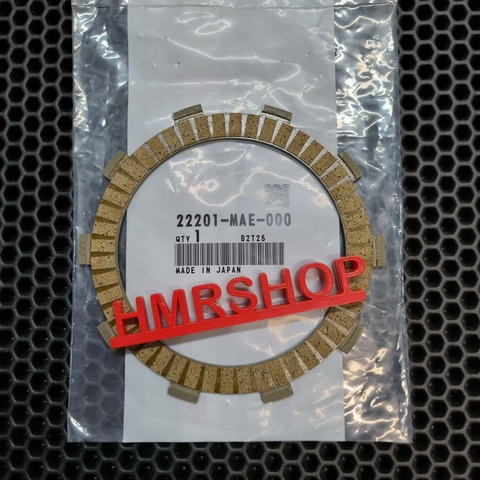 22201-MAE-000
QTY 1 B2T25
MADE IN JAPAN
HMRSHOP